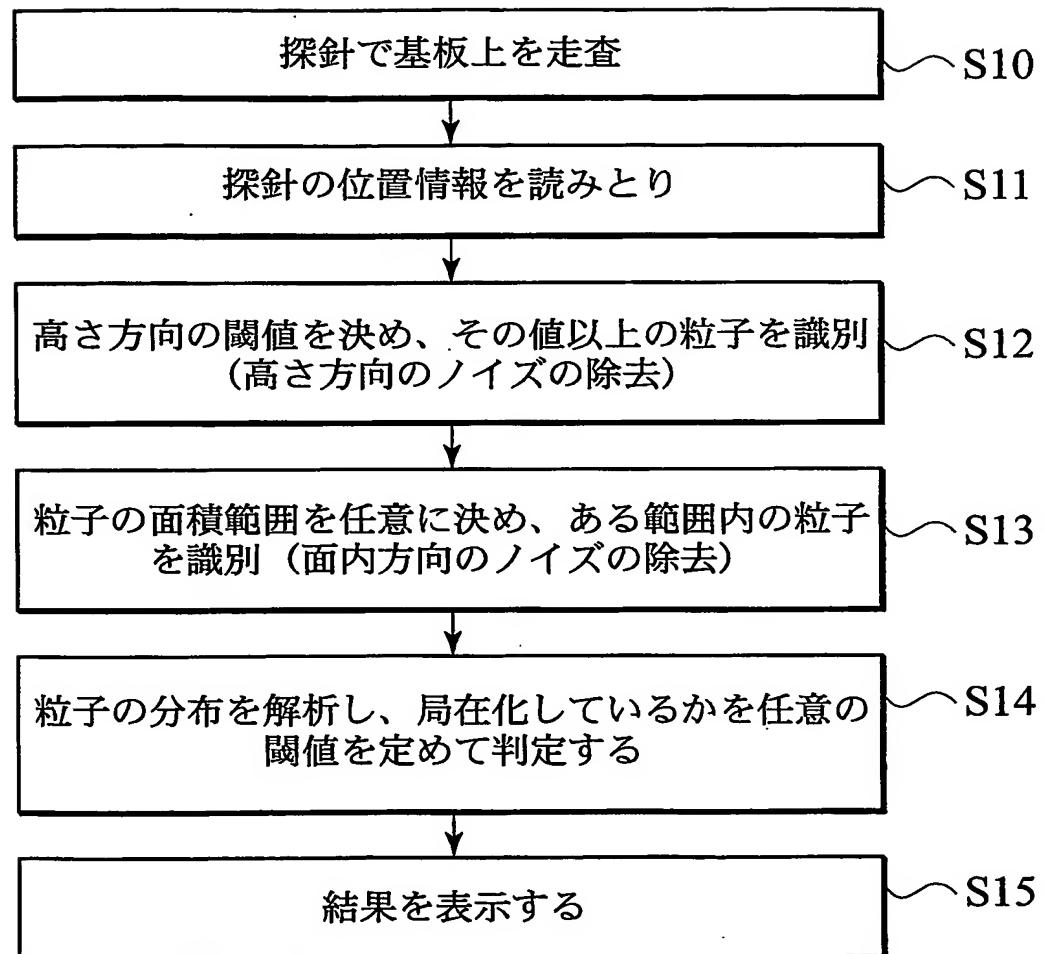 探針で基板上を走査
S10
探針の位置情報を読みとり
S11
高さ方向の閾値を決め、その値以上の粒子を識別
(高さ方向のノイズの除去)
S12
粒子の面積範囲を任意に決め、ある範囲内の粒子
を識別(面内方向のノイズの除去)
S13
粒子の分布を解析し、局在化しているかを任意の
閾値を定めて判定する
S14
結果を表示する
S15